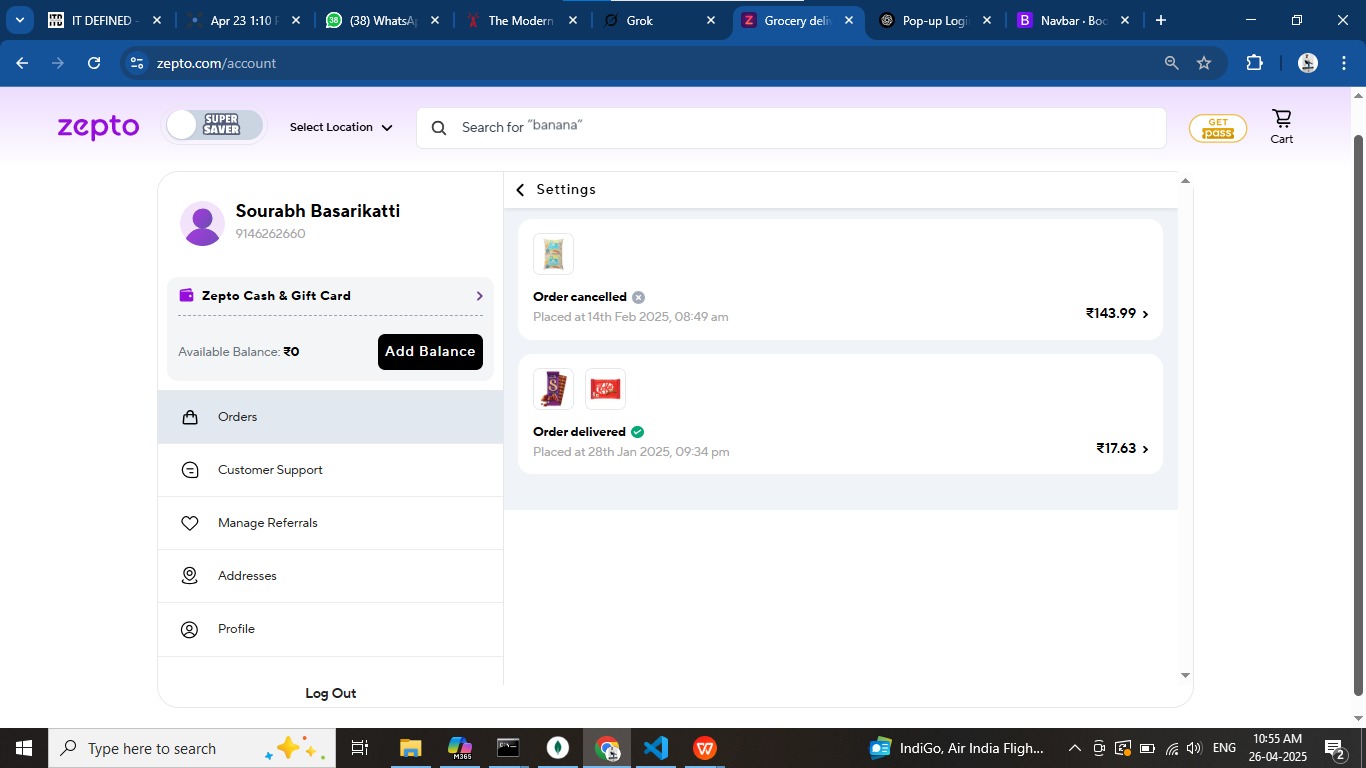 IT DEFINED -
Apr 23 1:10 P
(38) WhatsAp
The Modern
Grok
Grocery deliv
Pop-up Logi
Navbar · Boo
zepto.com/account
zepto
SUPER SAVER
Select Location
Search for "banana"
GET pass
Cart
Sourabh Basarikatti
9146262660
Zepto Cash & Gift Card
Available Balance: ₹0
Add Balance
Orders
Customer Support
Manage Referrals
Addresses
Profile
Log Out
Settings
Order cancelled
Placed at 14th Feb 2025, 08:49 am
₹143.99
Order delivered
Placed at 28th Jan 2025, 09:34 pm
₹17.63
Type here to search
M365
IndiGo, Air India Fligh...
ENG
10:55 AM
26-04-2025
2